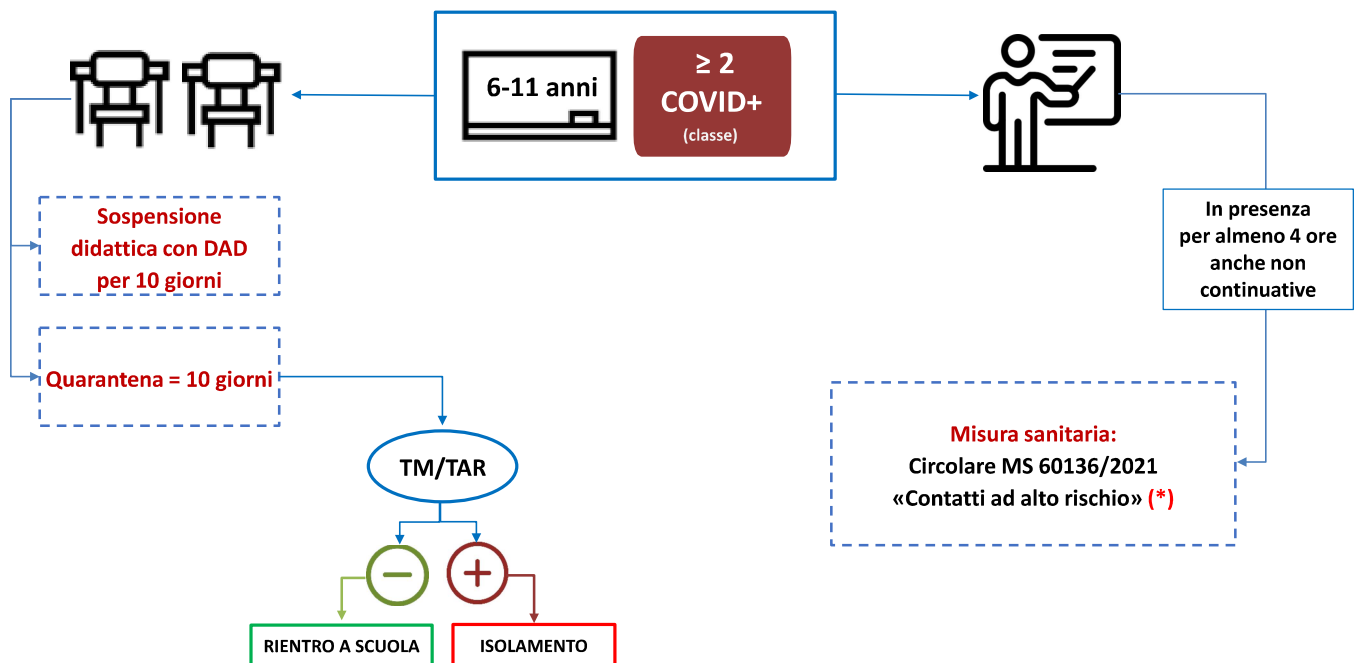 6-11 anni
≥ 2
COVID+
(classe)
Sospensione
didattica con DAD
per 10 giorni
Quarantena = 10 giorni
TM/TAR
RIENTRO A SCUOLA
ISOLAMENTO
In presenza
per almeno 4 ore
anche non
continuative
Misura sanitaria:
Circolare MS 60136/2021
«Contatti ad alto rischio» (*)